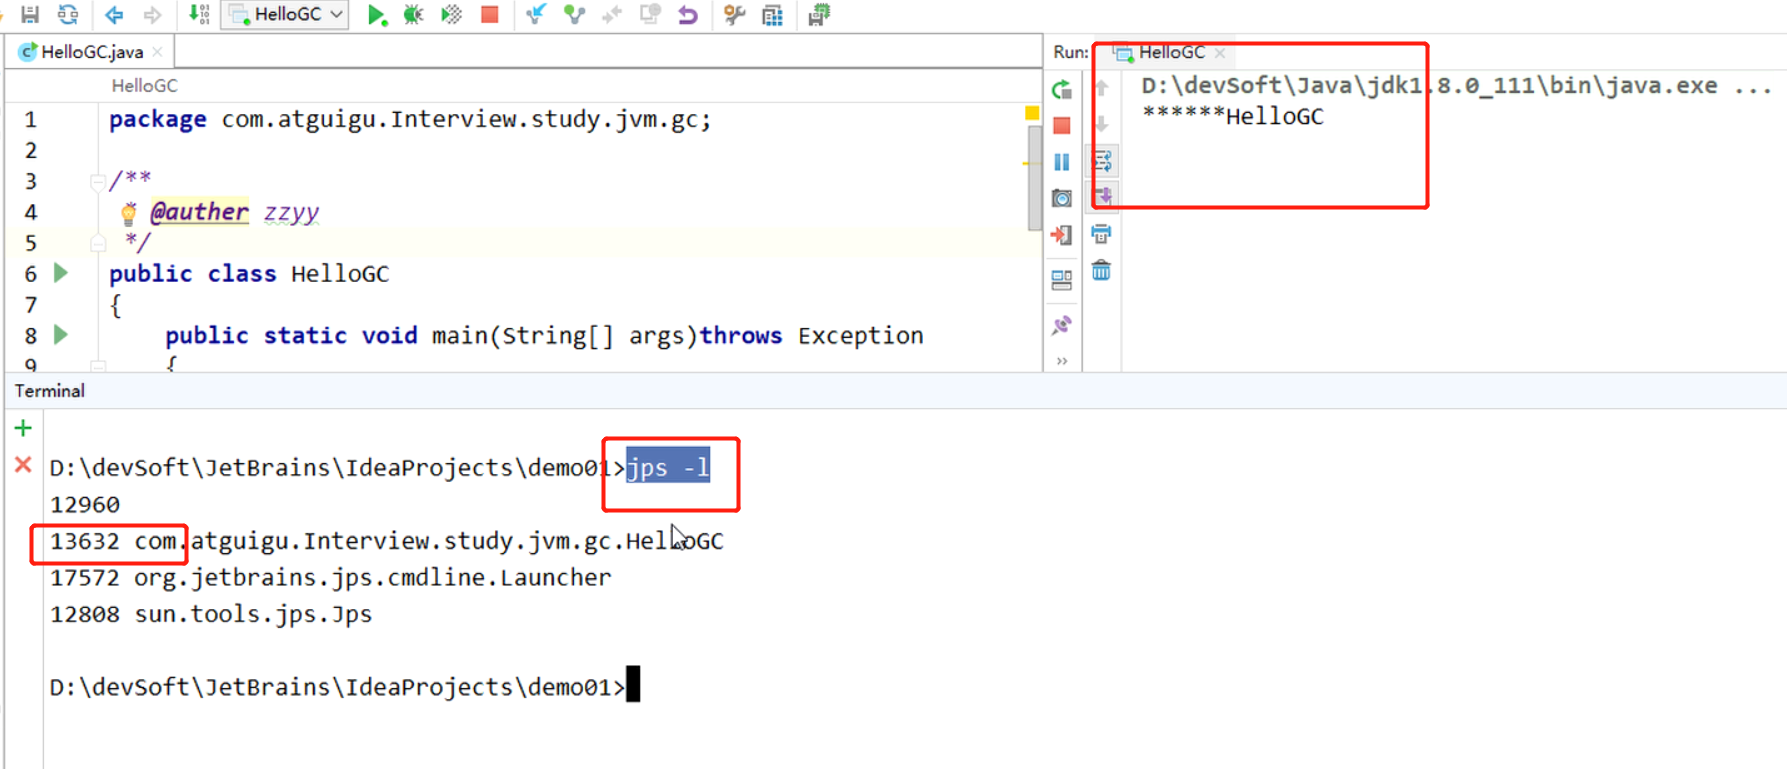 HelloGC
HelloGC.java
HelloGC
1 package com.atguigu.Interview.study.jvm.gc;
2
3 /**
4 @auther zzyy
5 */
6 public class HelloGC
7 {
8 public static void main(String[] args)throws Exception
9 {
Run: HelloGC
D:\devSoft\Java\jdk1.8.0_111\bin\java.exe ...
******HelloGC
Terminal
D:\devSoft\JetBrains\IdeaProjects\demo01>jps -l
12960
13632 com.atguigu.Interview.study.jvm.gc.HelloGC
17572 org.jetbrains.jps.cmdline.Launcher
12808 sun.tools.jps.Jps
D:\devSoft\JetBrains\IdeaProjects\demo01>